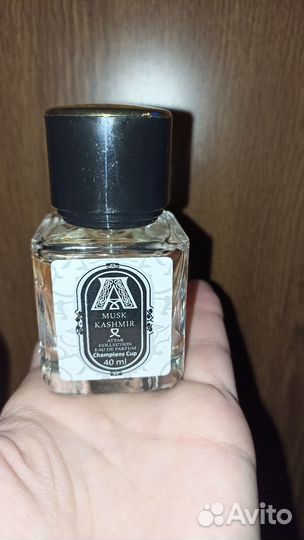 A
MUSK
KASHMIR
ATTAR
COLLECTION
EAU DE PARFUM
Champions Cup
40 ml
Avito